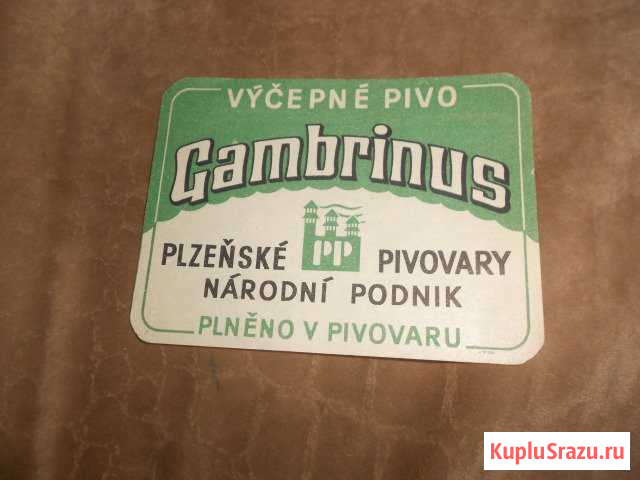 VÝČEPNÉ PIVO
Gambrinus
PP
PLZEŇSKÉ PIVOVARY
NÁRODNÍ PODNIK
PLNĚNO V PIVOVARU
KupluSrazu.ru